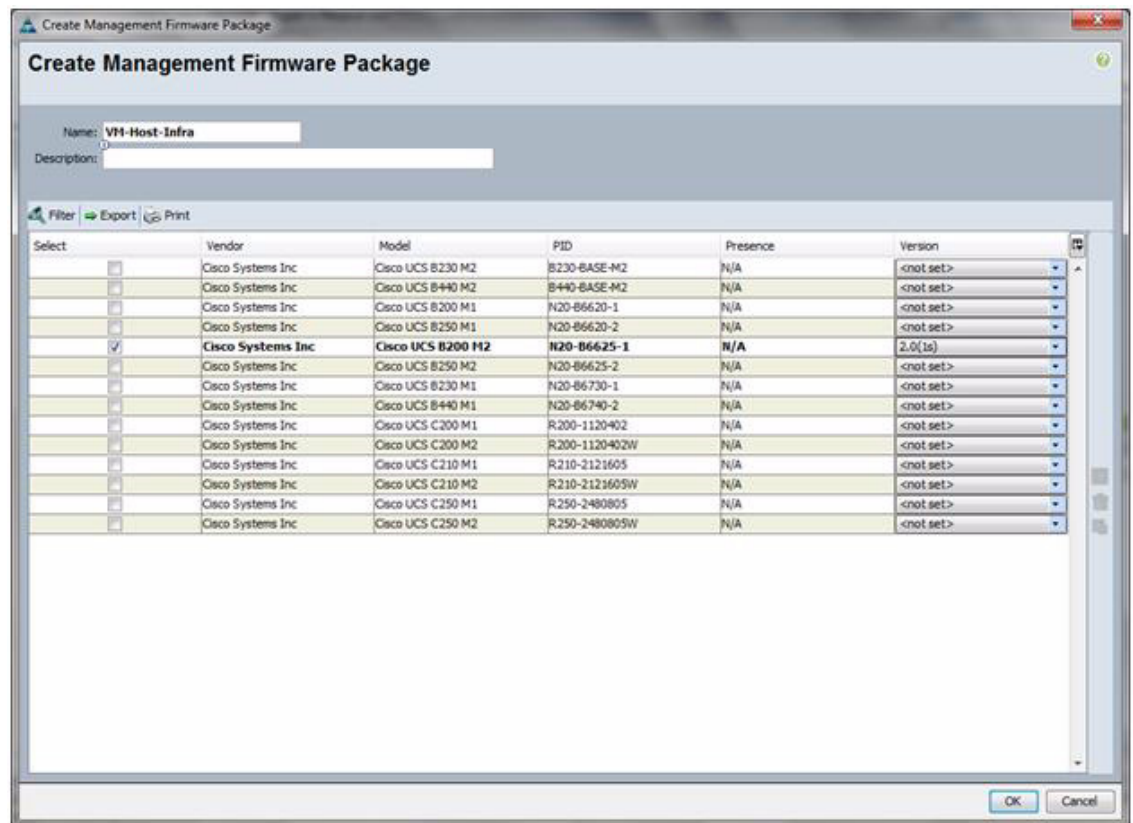 Create Management Firmware Package
Create Management Firmware Package
Name: VM-Host-Infra
Description:
Filter Export Print
Select Vendor Model PID Presence Version
Cisco Systems Inc Cisco UCS B230 M2 B230-BASE-M2 N/A <not set>
Cisco Systems Inc Cisco UCS B440 M2 B440-BASE-M2 N/A <not set>
Cisco Systems Inc Cisco UCS B200 M1 N20-B6620-1 N/A <not set>
Cisco Systems Inc Cisco UCS B250 M1 N20-B6620-2 N/A <not set>
Cisco Systems Inc Cisco UCS B200 M2 N20-B6625-1 N/A 2.0(1s)
Cisco Systems Inc Cisco UCS B250 M2 N20-B6625-2 N/A <not set>
Cisco Systems Inc Cisco UCS B230 M1 N20-B6730-1 N/A <not set>
Cisco Systems Inc Cisco UCS B440 M1 N20-B6740-2 N/A <not set>
Cisco Systems Inc Cisco UCS C200 M1 R200-1120402 N/A <not set>
Cisco Systems Inc Cisco UCS C200 M2 R200-1120402W N/A <not set>
Cisco Systems Inc Cisco UCS C210 M1 R210-2121605 N/A <not set>
Cisco Systems Inc Cisco UCS C210 M2 R210-2121605W N/A <not set>
Cisco Systems Inc Cisco UCS C250 M1 R250-2480805 N/A <not set>
Cisco Systems Inc Cisco UCS C250 M2 R250-2480805W N/A <not set>
OK Cancel